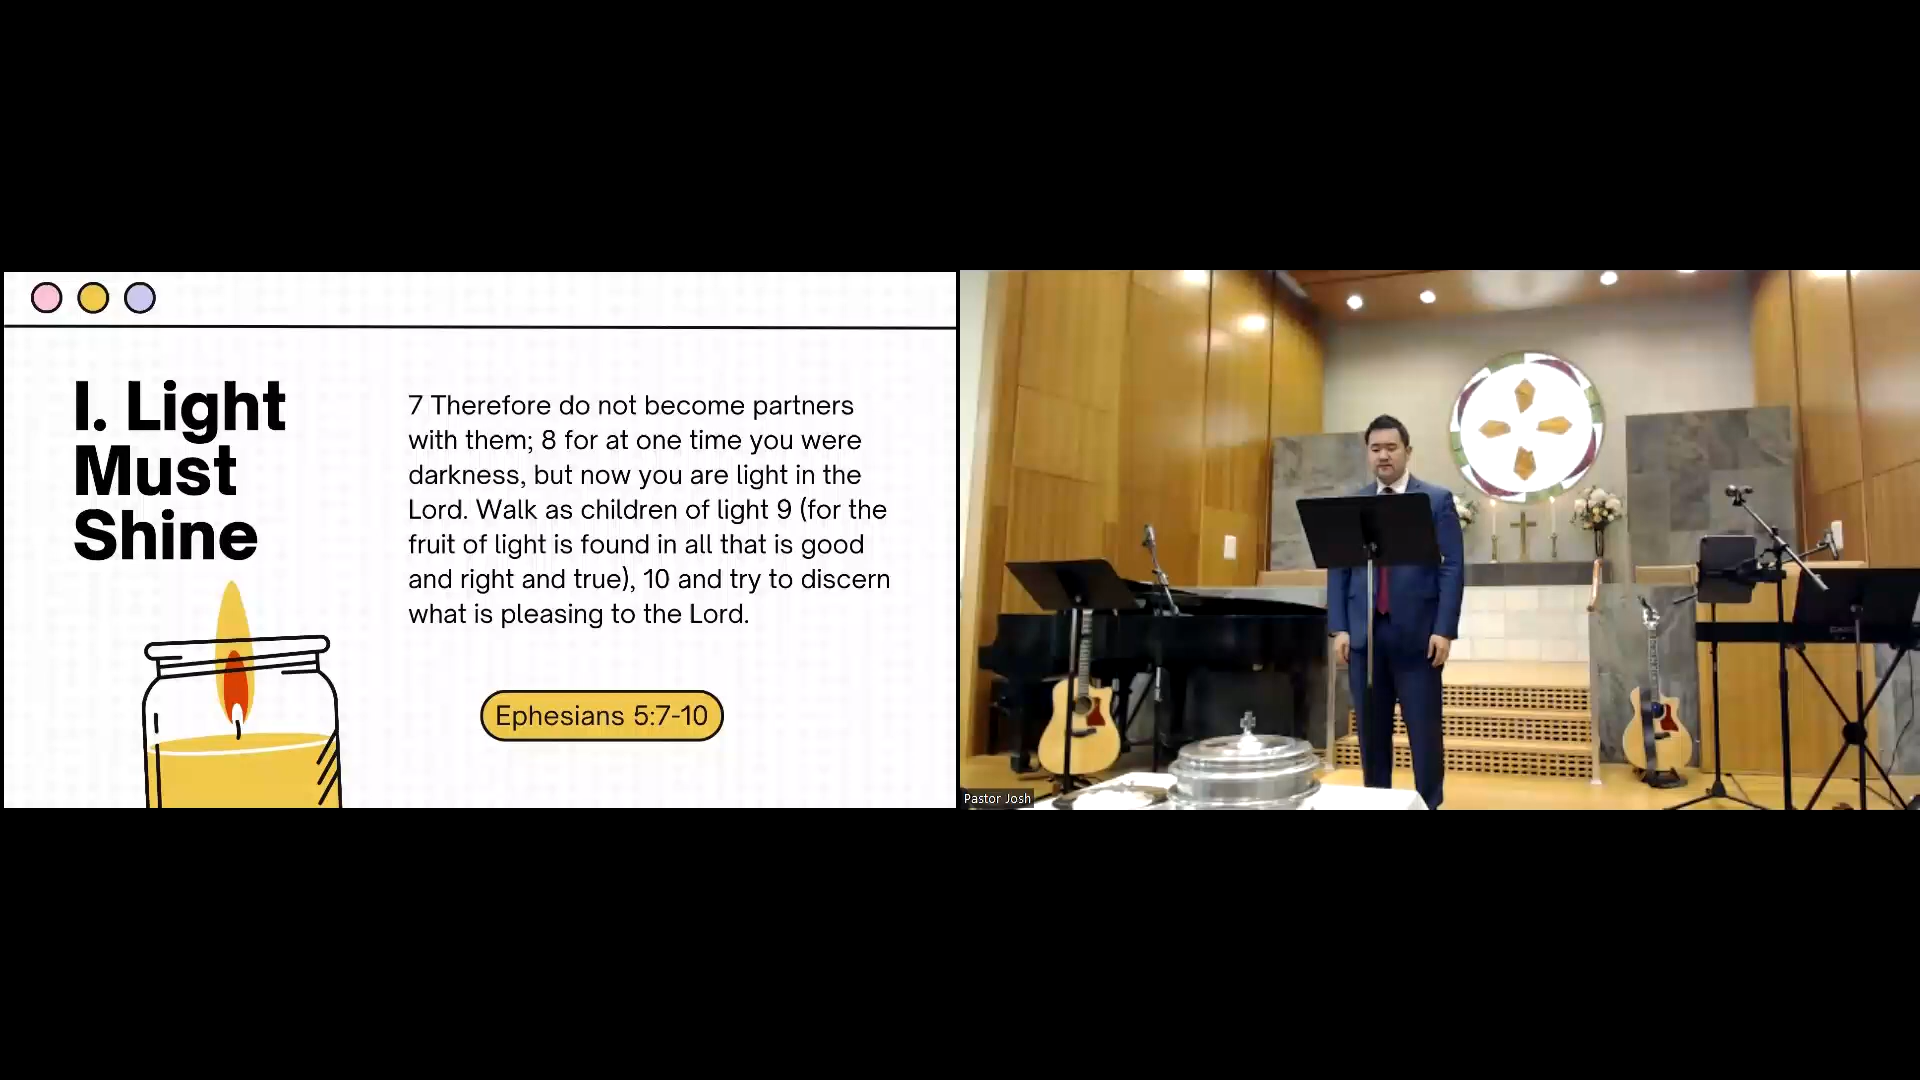 I. Light
Must
Shine
7 Therefore do not become partners
with them; 8 for at one time you were
darkness, but now you are light in the
Lord. Walk as children of light 9 (for the
fruit of light is found in all that is good
and right and true), 10 and try to discern
what is pleasing to the Lord.
Ephesians 5:7-10
Pastor Josh